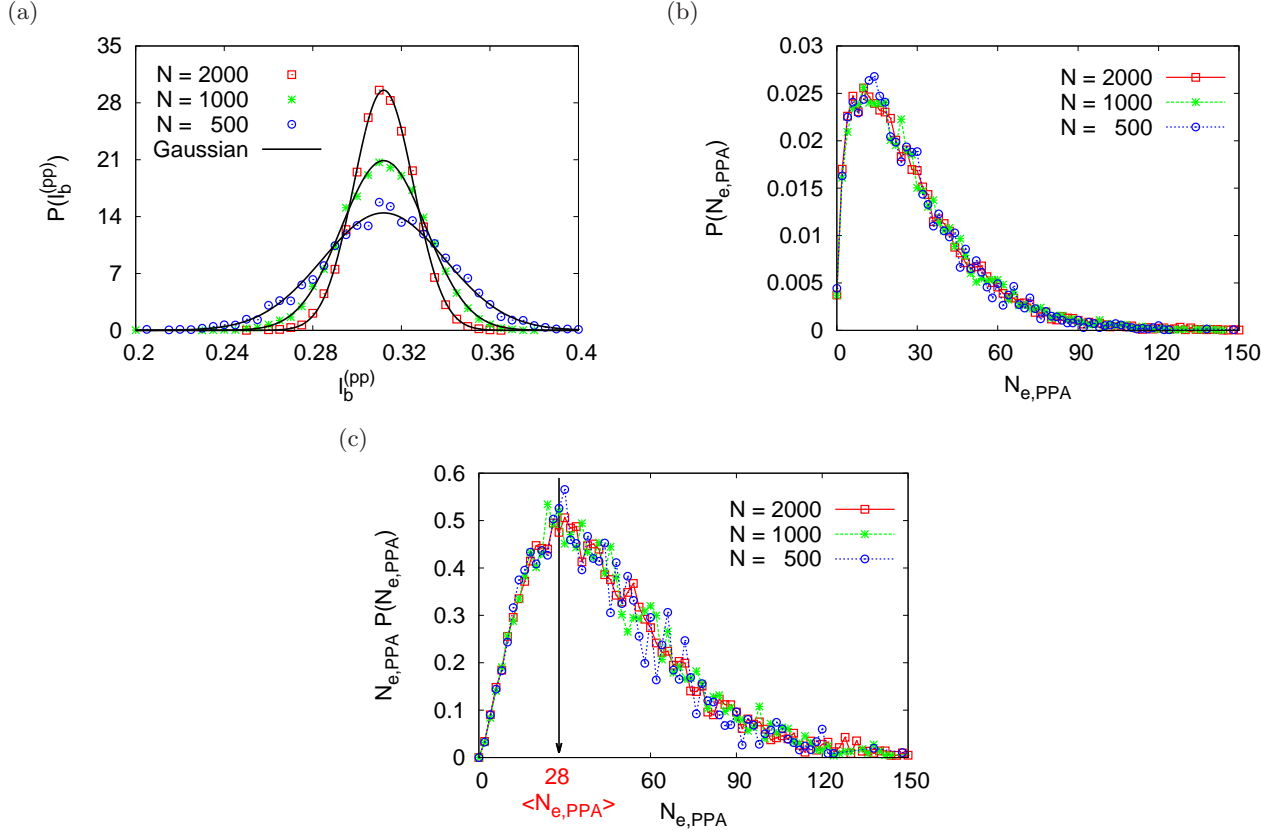 (a)
35
28
21
14
7
0
P(l_b^(pp))
N = 2000
N = 1000
N = 500
Gaussian
0.2 0.24 0.28 0.32 0.36 0.4
l_b^(pp)
(b)
0.03
0.025
0.02
0.015
0.01
0.005
0
P(N_e,PPA)
N = 2000
N = 1000
N = 500
0 30 60 90 120 150
N_e,PPA
(c)
0.6
0.5
0.4
0.3
0.2
0.1
0
N_e,PPA P(N_e,PPA)
N = 2000
N = 1000
N = 500
0 28 60 90 120 150
<N_e,PPA> N_e,PPA